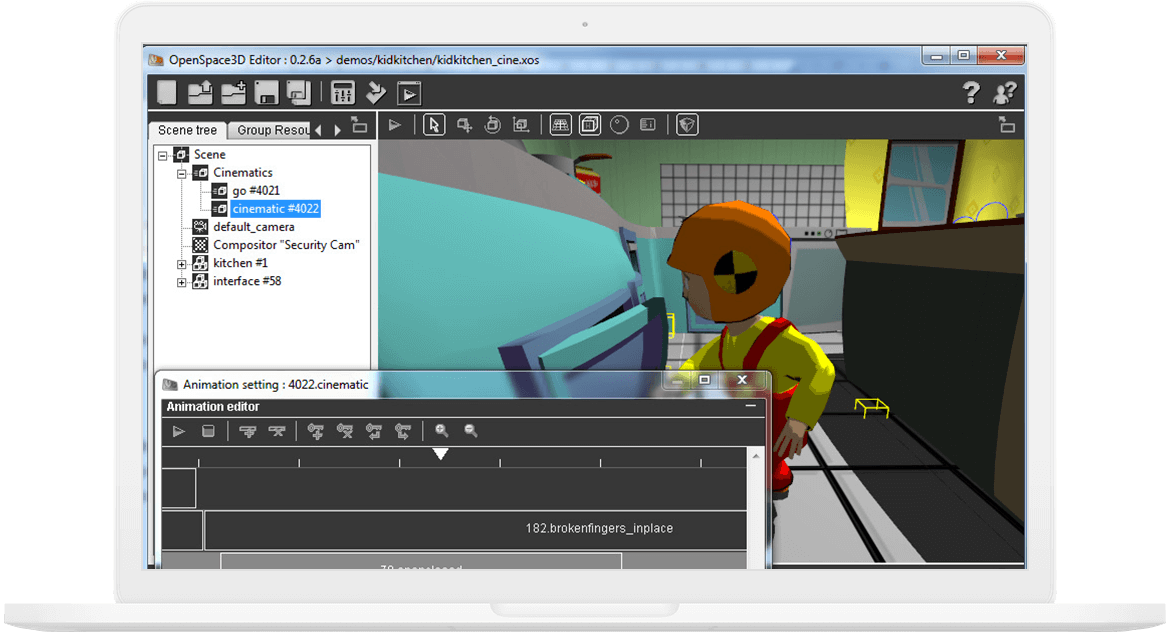 OpenSpace3D Editor : 0.2.6a > demos/kidkitchen/kidkitchen_cine.xos
Scene tree
Group Resou
Scene
Cinematics
go #4021
cinematic #4022
default_camera
Compositor "Security Cam"
kitchen #1
interface #58
Animation setting : 4022.cinematic
Animation editor
182.brokenfingers_inplace